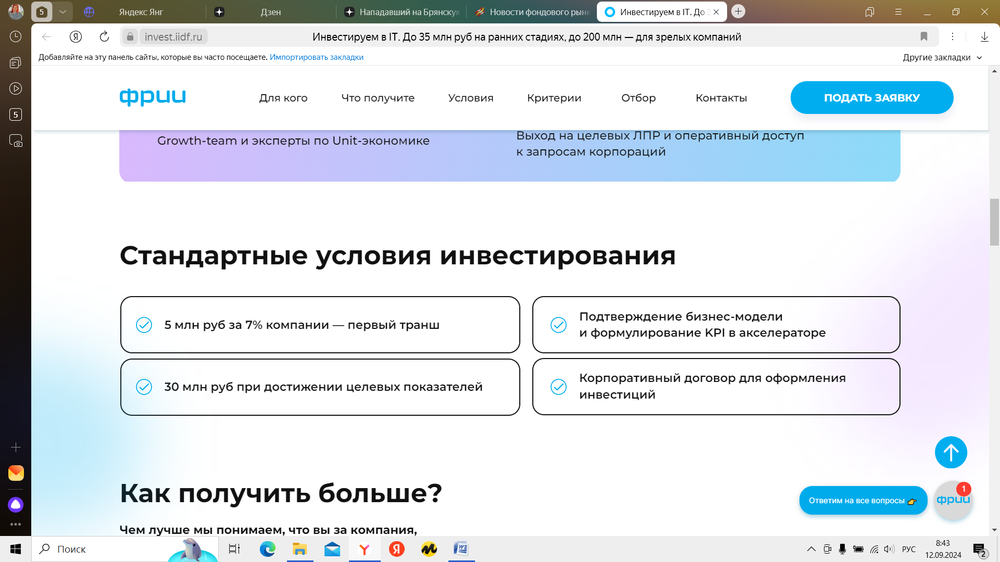 5
Яндекс Янг
Дзен
Нападавший на Брянску
Новости фондового рын
Инвестируем в IT. До 3
invest.iidf.ru
Инвестируем в IT. До 35 млн руб на ранних стадиях, до 200 млн — для зрелых компаний
Добавляйте на эту панель сайты, которые вы часто посещаете. Импортировать закладки
Другие закладки
5
фрии
Для кого
Что получите
Условия
Критерии
Отбор
Контакты
ПОДАТЬ ЗАЯВКУ
Growth-team и эксперты по Unit-экономике
Выход на целевых ЛПР и оперативный доступ
к запросам корпораций
Стандартные условия инвестирования
5 млн руб за 7% компании — первый транш
Подтверждение бизнес-модели
и формулирование KPI в акселераторе
30 млн руб при достижении целевых показателей
Корпоративный договор для оформления
инвестиций
Как получить больше?
Чем лучше мы понимаем, что вы за компания,
Ответим на все вопросы
фрии
1
Поиск
РУС
8:43
12.09.2024
2